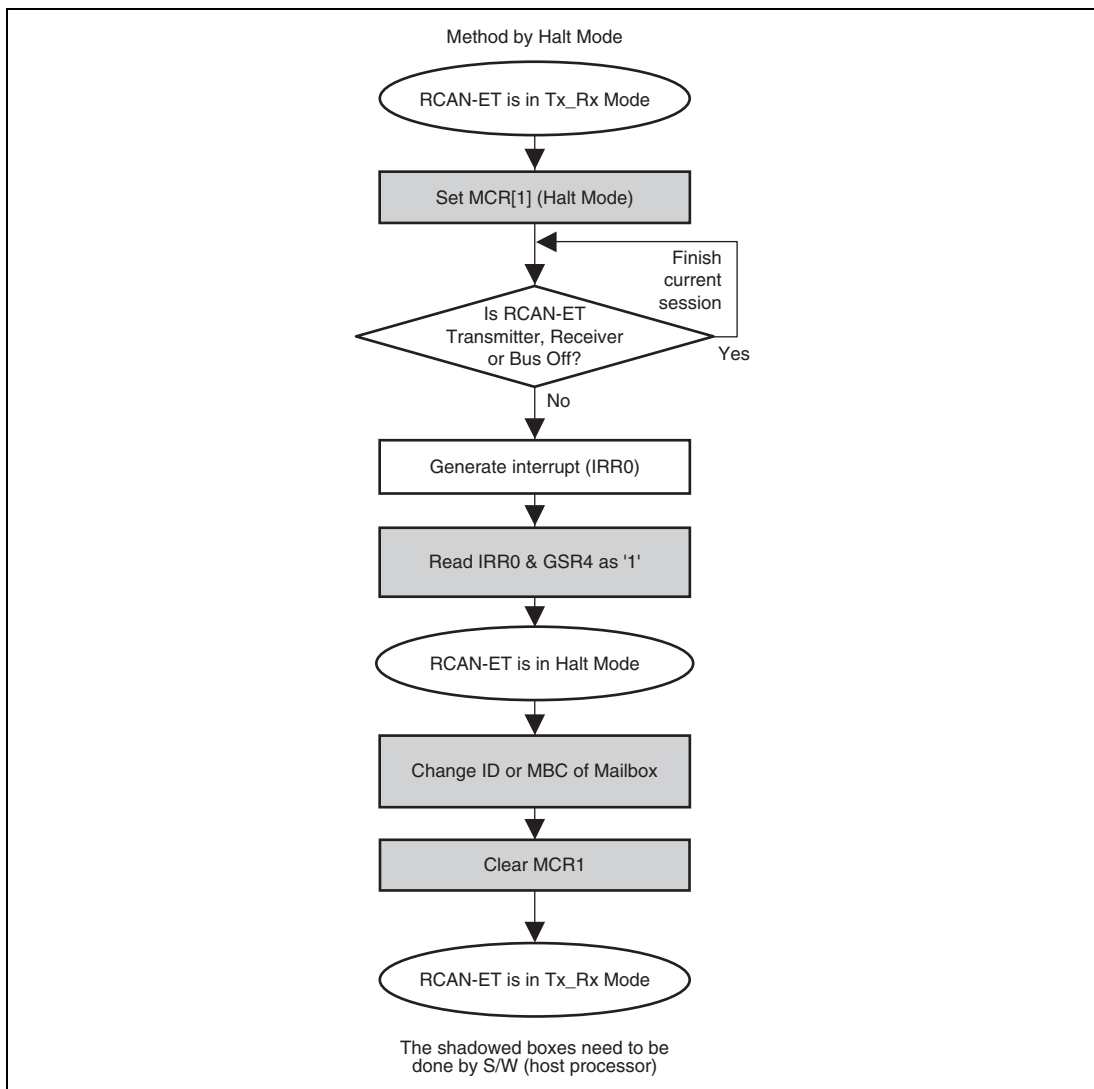 Method by Halt Mode
RCAN-ET is in Tx_Rx Mode
Set MCR[1] (Halt Mode)
Finish
current
session
Is RCAN-ET
Transmitter, Receiver
or Bus Off?
Yes
No
Generate interrupt (IRR0)
Read IRR0 & GSR4 as '1'
RCAN-ET is in Halt Mode
Change ID or MBC of Mailbox
Clear MCR1
RCAN-ET is in Tx_Rx Mode
The shadowed boxes need to be
done by S/W (host processor)